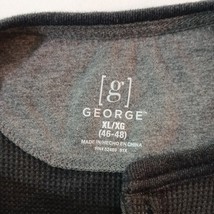 [g]
GEORGE
XL/XG
(46-48)
MADE IN/HECHO EN CHINA